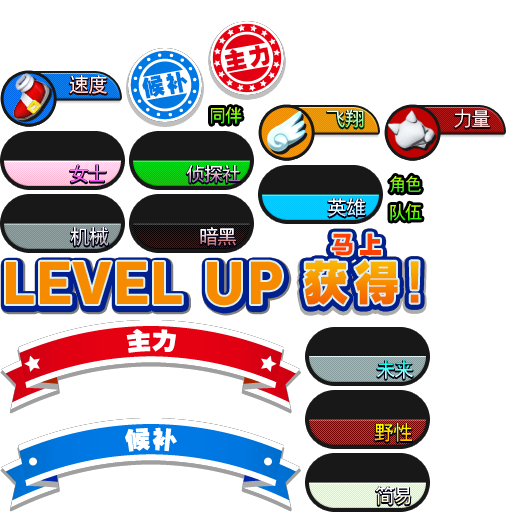 主力
候补
速度
同伴
飞翔
力量
女士
侦探社
角色
队伍
英雄
机械
暗黑
马上
LEVEL UP 获得!
主力
未来
野性
候补
简易